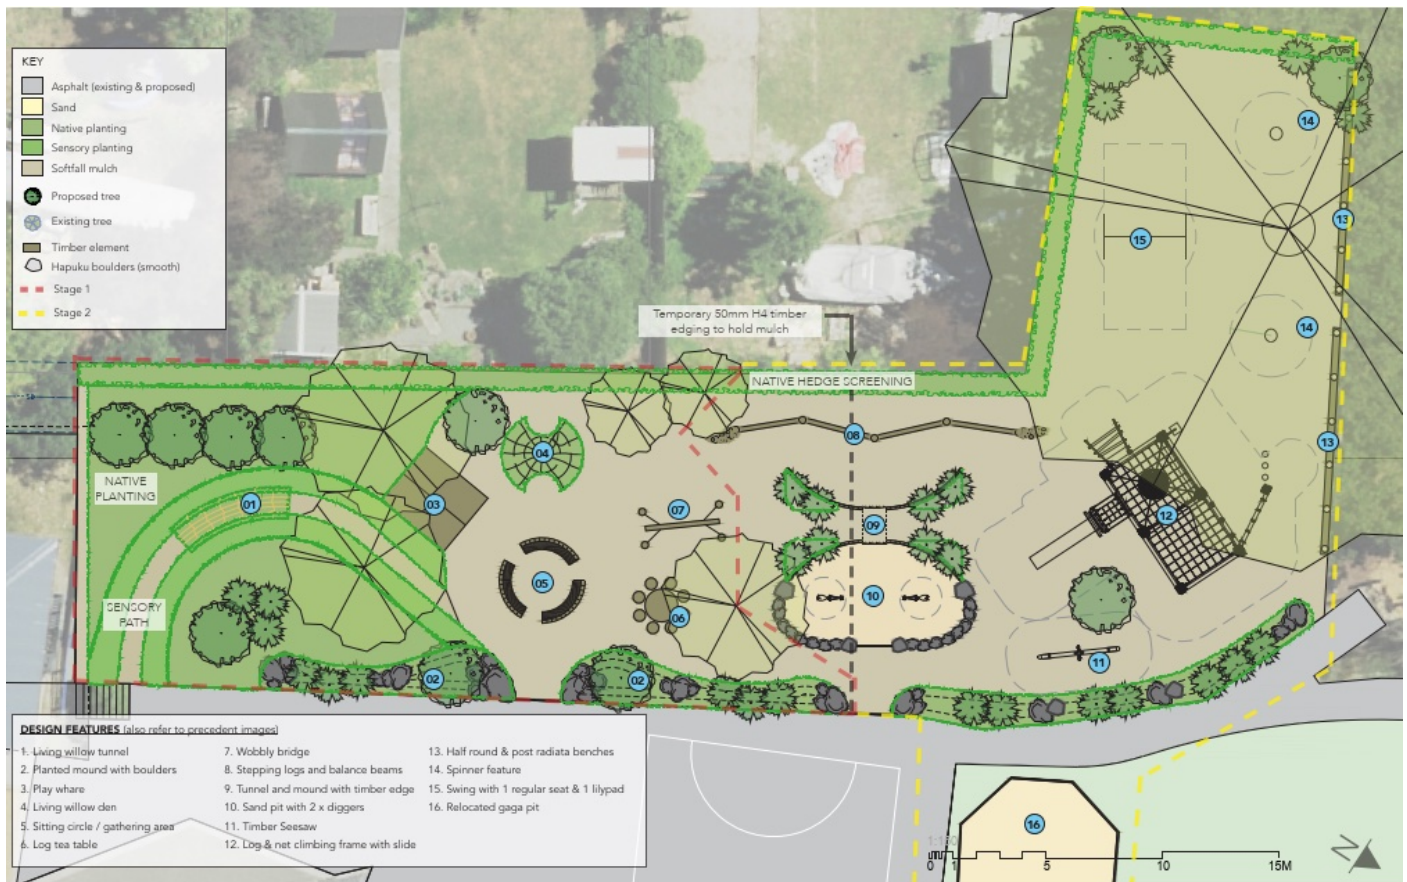 KEY
Asphalt (existing & proposed)
Sand
Native planting
Sensory planting
Softfall mulch
Proposed tree
Existing tree
Timber element
Hapuku boulders (smooth)
Stage 1
Stage 2
14
13
15
14
Temporary 50mm H4 timber
edging to hold mulch
NATIVE HEDGE SCREENING
08
13
04
NATIVE
PLANTING
01
03
07
09
12
05
10
SENSORY
PATH
06
11
02
02
DESIGN FEATURES (also refer to precedent images)
1. Living willow tunnel
2. Planted mound with boulders
3. Play whare
4. Living willow den
5. Sitting circle / gathering area
6. Log tea table
7. Wobbly bridge
8. Stepping logs and balance beams
9. Tunnel and mound with timber edge
10. Sand pit with 2 x diggers
11. Timber Seesaw
12. Log & net climbing frame with slide
13. Half round & post radiata benches
14. Spinner feature
15. Swing with 1 regular seat & 1 lilypad
16. Relocated gaga pit
16
0 1 5 10 15M
N